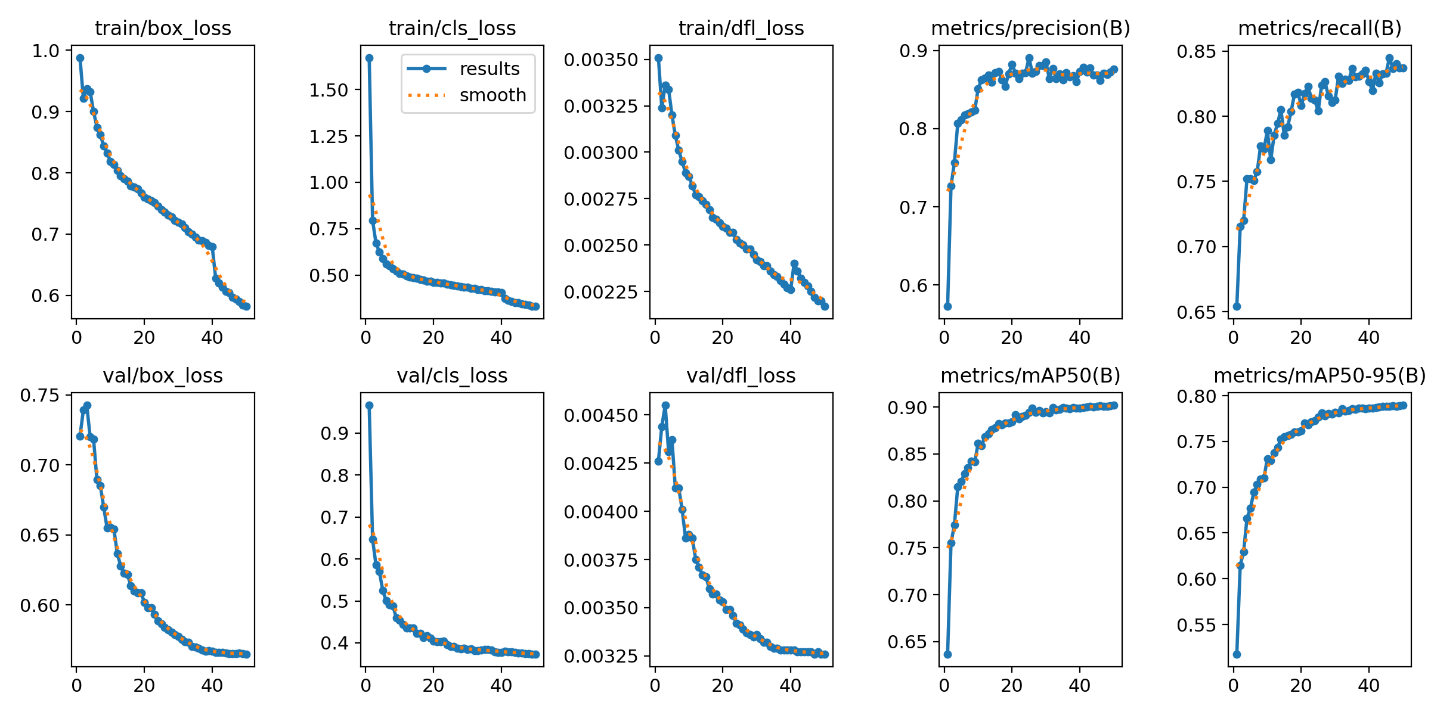 train/box_loss
train/cls_loss
train/dfl_loss
metrics/precision(B)
metrics/recall(B)
1.0
0.9
0.8
0.7
0.6
0 20 40
results
smooth
1.50
1.25
1.00
0.75
0.50
0 20 40
0.00350
0.00325
0.00300
0.00275
0.00250
0.00225
0 20 40
0.9
0.8
0.7
0.6
0 20 40
0.85
0.80
0.75
0.70
0.65
0 20 40
val/box_loss
val/cls_loss
val/dfl_loss
metrics/mAP50(B)
metrics/mAP50-95(B)
0.75
0.70
0.65
0.60
0 20 40
0.9
0.8
0.7
0.6
0.5
0.4
0 20 40
0.00450
0.00425
0.00400
0.00375
0.00350
0.00325
0 20 40
0.90
0.85
0.80
0.75
0.70
0.65
0 20 40
0.80
0.75
0.70
0.65
0.60
0.55
0 20 40